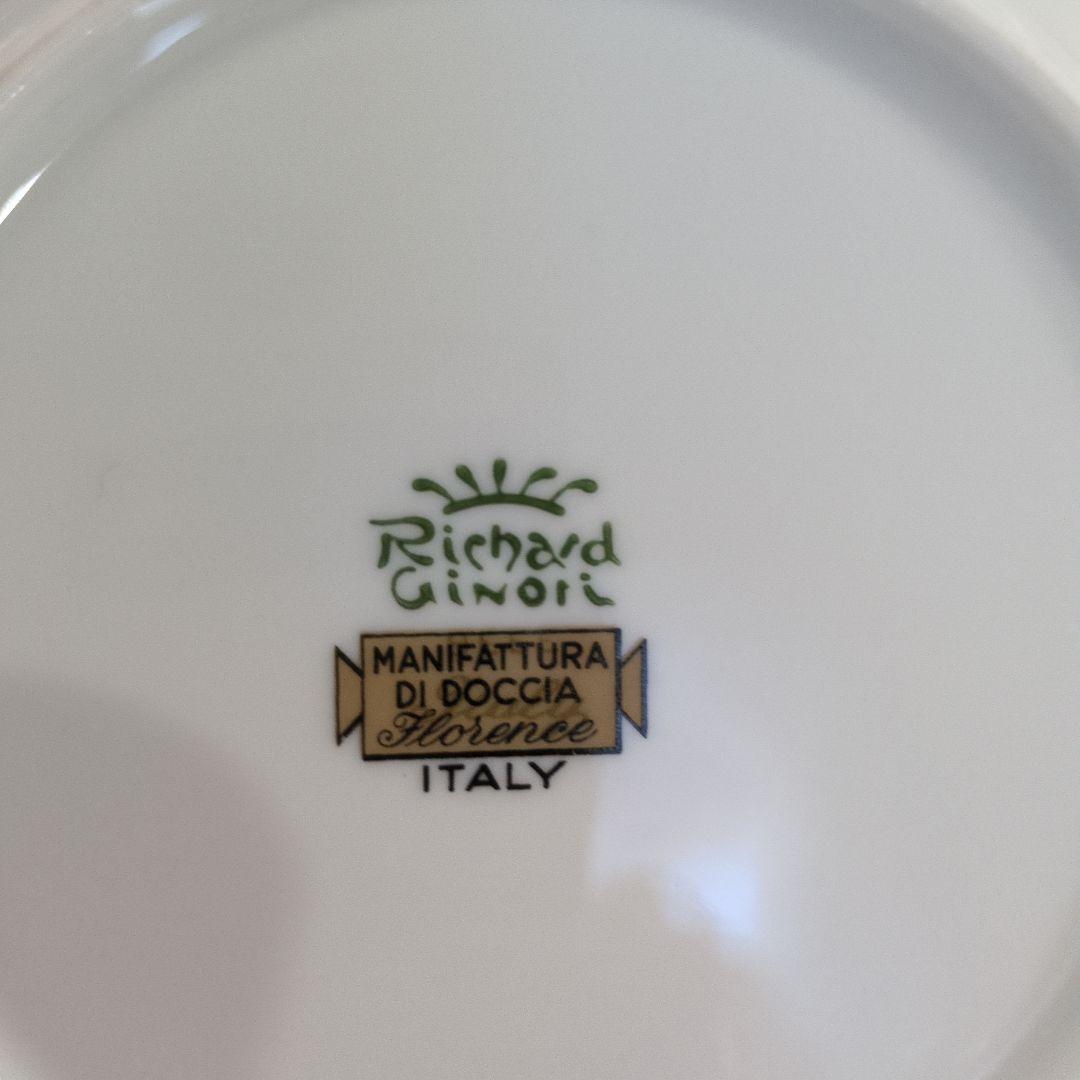 Richard
Ginori
MANIFATTURA
DI DOCCIA
Florence
ITALY